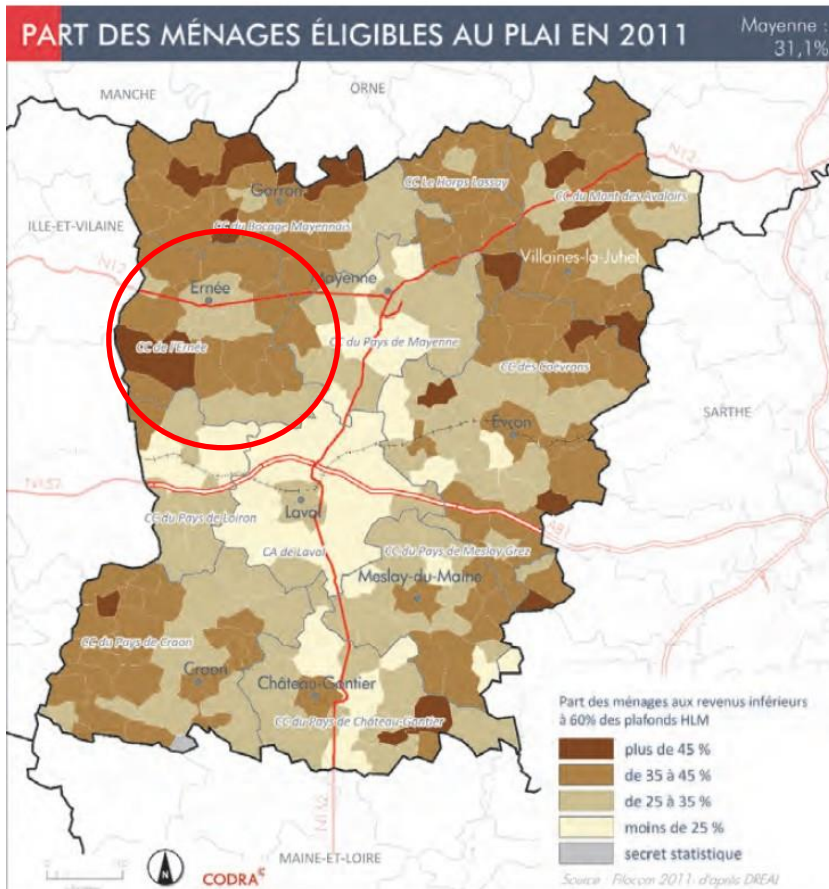 PART DES MÉNAGES ÉLIGIBLES AU PLAI EN 2011
Mayenne :
31,1%
MANCHE
ORNE
N12
Gorron
CC Le Horps Lassay
CC du Mont des Avaloirs
ILLE-ET-VILAINE
CC du Bocage Mayennais
N12
Villaines-la-Juhel
Mayenne
Ernée
CC de l'Ernée
CC du Pays de Mayenne
CC des Coëvrons
SARTHE
Evron
N157
Laval
CC du Pays de Loiron
A81
CA de Laval
CC du Pays de Meslay-Grez
Meslay-du-Maine
CC du Pays de Craon
Craon
Château-Gontier
CC du Pays de Château-Gontier
Part des ménages aux revenus inférieurs
à 60% des plafonds HLM
plus de 45 %
de 35 à 45 %
de 25 à 35 %
moins de 25 %
secret statistique
N162
MAINE-ET-LOIRE
CODRA
Source : Filocom 2011, d'après DREAL